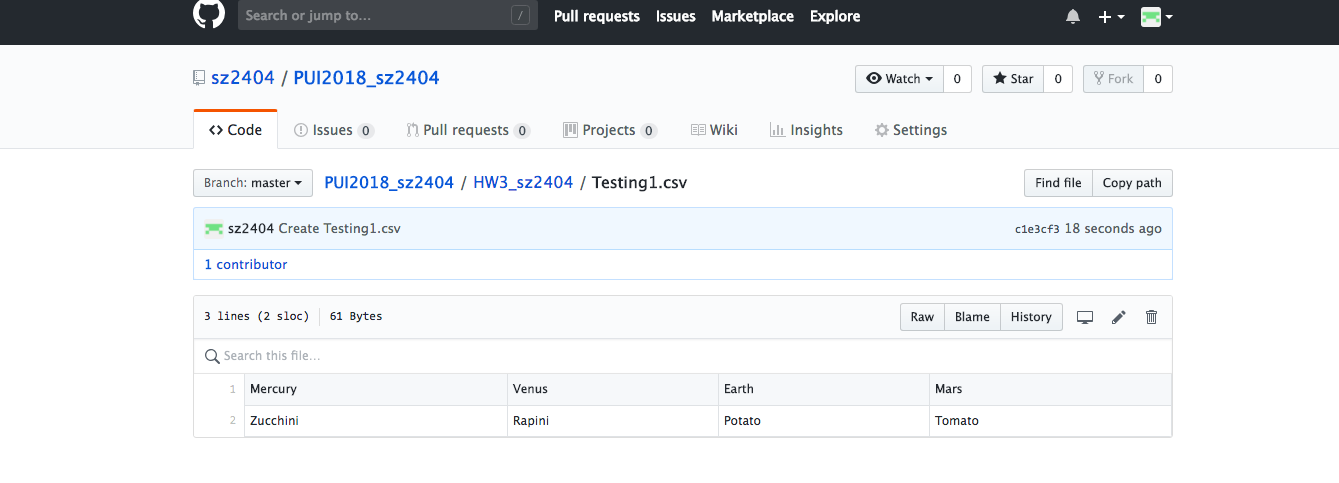 Search or jump to... / Pull requests Issues Marketplace Explore
sz2404 / PUI2018_sz2404 Watch 0 Star 0 Fork 0
<> Code Issues 0 Pull requests 0 Projects 0 Wiki Insights Settings
Branch: master PUI2018_sz2404 / HW3_sz2404 / Testing1.csv Find file Copy path
sz2404 Create Testing1.csv c1e3cf3 18 seconds ago
1 contributor
3 lines (2 sloc) 61 Bytes Raw Blame History
Search this file...
1 Mercury Venus Earth Mars
2 Zucchini Rapini Potato Tomato